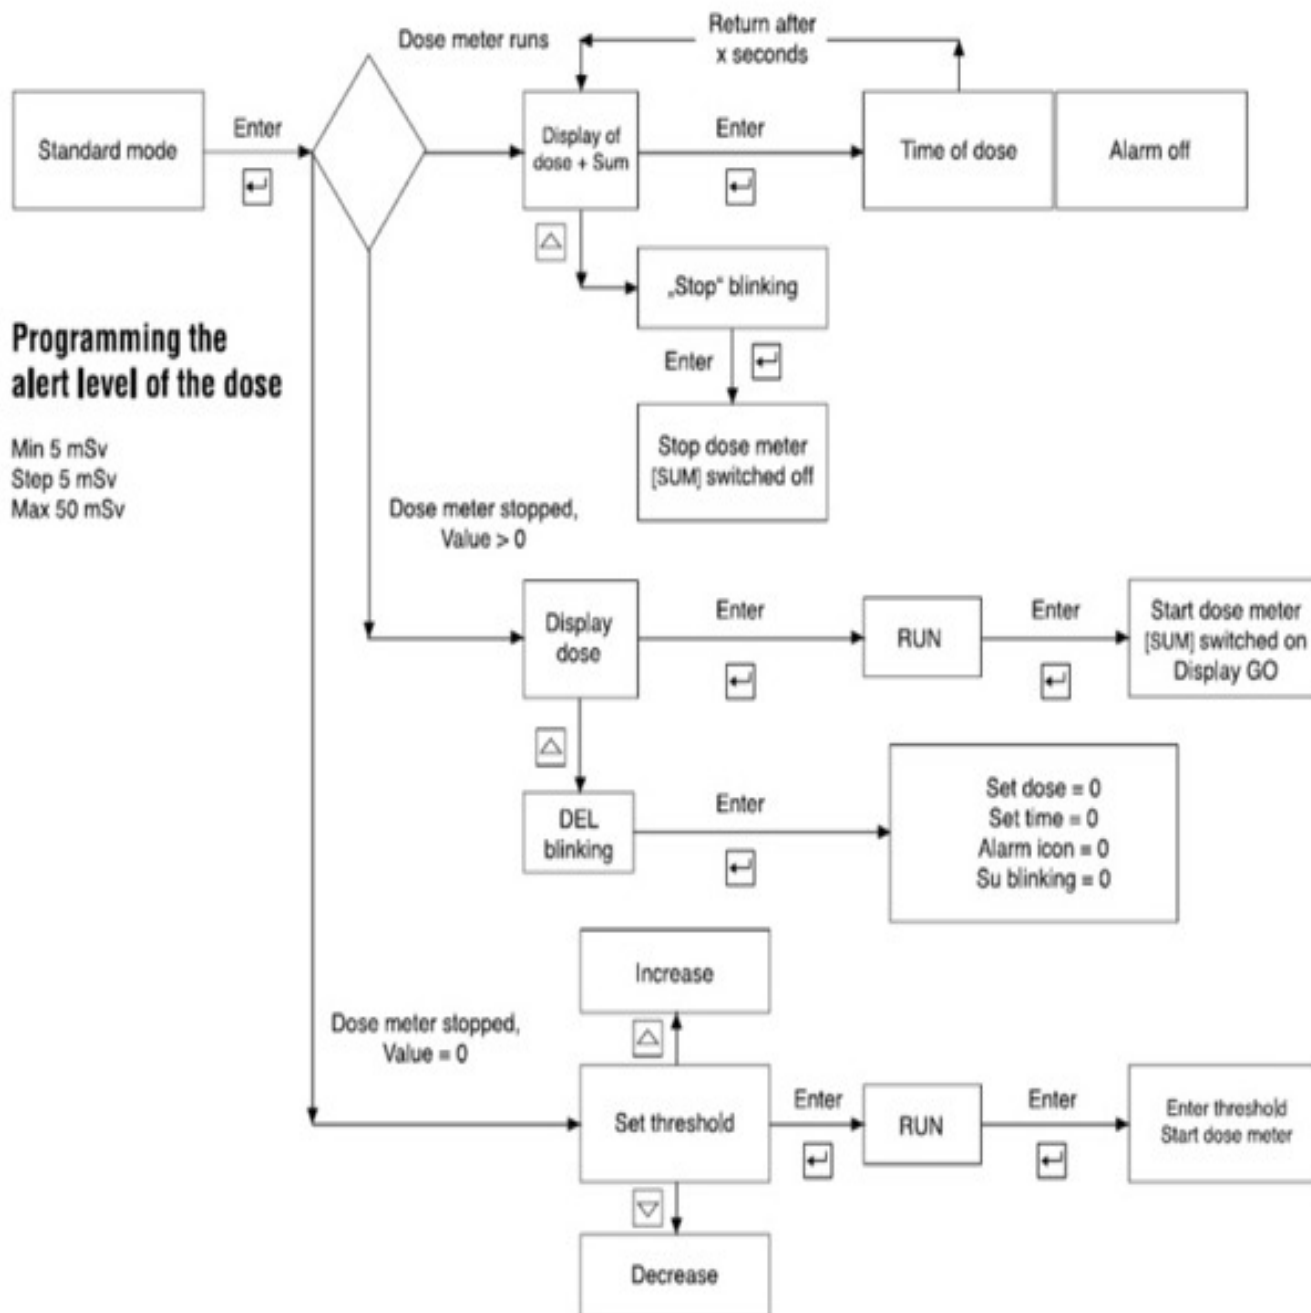 Return after
x seconds
Dose meter runs
Standard mode
Enter
Display of
dose + Sum
Enter
Time of dose
Alarm off
„Stop“ blinking
Enter
Stop dose meter
[SUM] switched off
Programming the
alert level of the dose
Min 5 mSv
Step 5 mSv
Max 50 mSv
Dose meter stopped,
Value > 0
Display
dose
Enter
RUN
Enter
Start dose meter
[SUM] switched on
Display GO
DEL
blinking
Enter
Set dose = 0
Set time = 0
Alarm icon = 0
Su blinking = 0
Increase
Dose meter stopped,
Value = 0
Set threshold
Enter
RUN
Enter
Enter threshold
Start dose meter
Decrease